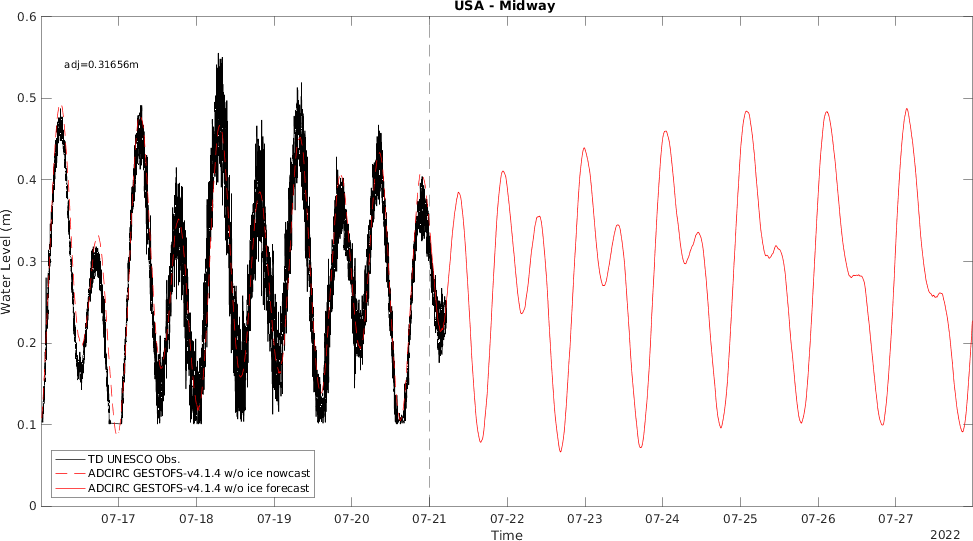 USA - Midway
0.6
adj=0.31656m
0.5
0.4
0.3
Water Level (m)
0.2
0.1
TD UNESCO Obs.
ADCIRC GESTOFS-v4.1.4 w/o ice nowcast
ADCIRC GESTOFS-v4.1.4 w/o ice forecast
0
07-17 07-18 07-19 07-20 07-21 07-22 07-23 07-24 07-25 07-26 07-27
Time
2022